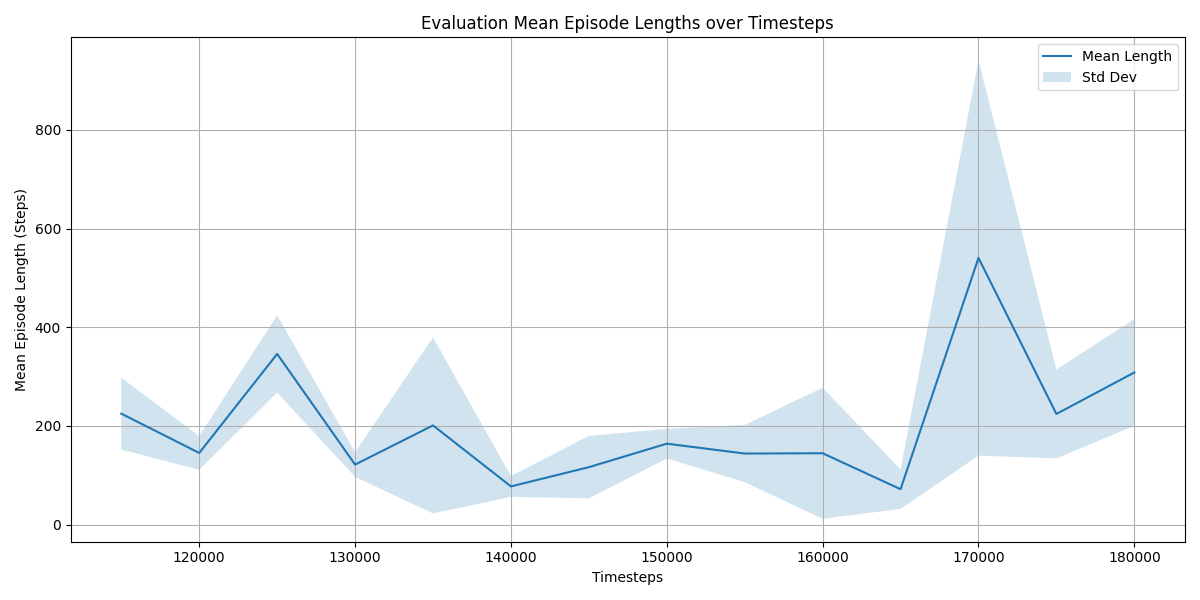 Evaluation Mean Episode Lengths over Timesteps
Mean Length
Std Dev
Mean Episode Length (Steps)
800
600
400
200
0
120000
130000
140000
150000
160000
170000
180000
Timesteps